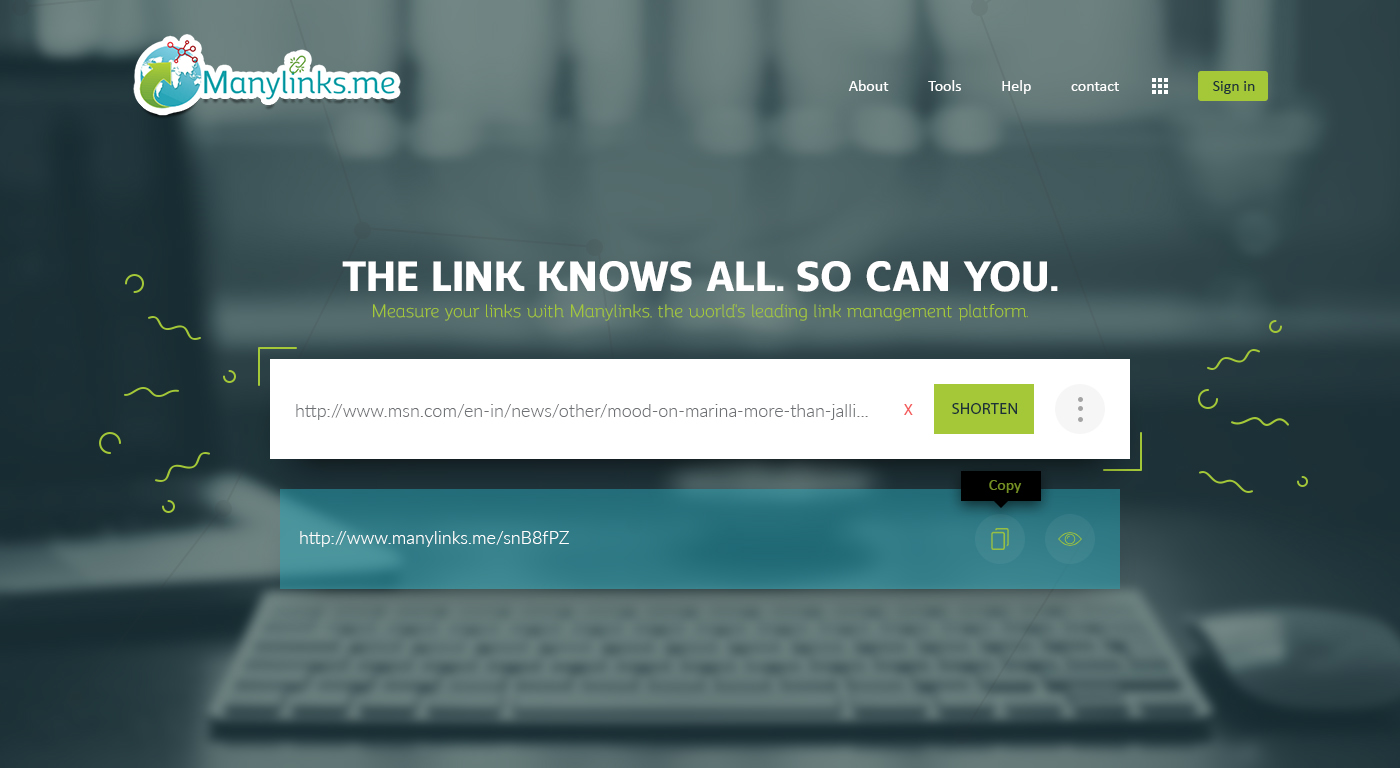 Manylinks.me
About Tools Help contact Sign in
THE LINK KNOWS ALL. SO CAN YOU.
Measure your links with Manylinks, the world's leading link management platform.
http://www.msn.com/en-in/news/other/mood-on-marina-more-than-jalli... X SHORTEN
Copy
http://www.manylinks.me/snB8fPZ